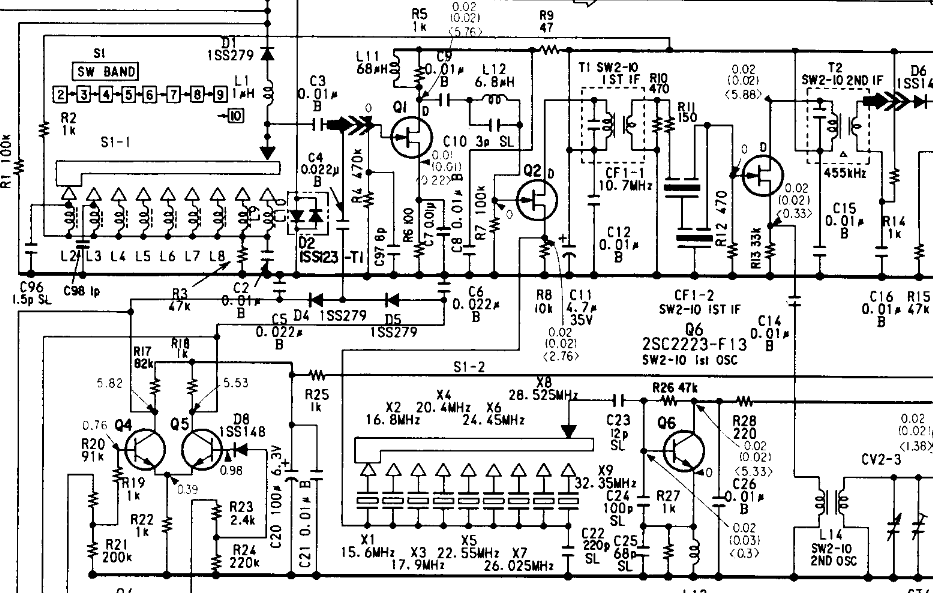 R5
1k
0.02
(0.02)
<5.76>
R9
47
S1
SW BAND
2 3 4 5 6 7 8 9
10
D1
1SS279
L1
1μH
C3
0.01μ
B
L11
68μH
C9
0.01μ
B
L12
6.8μH
T1 SW2-10
1ST IF
R10
470
R11
150
0.02
(0.02)
<5.88>
T2
SW2-10 2ND IF
D6
1SS14
R2
1k
S1-1
R1 100k
0
Q1
D
C10
3p SL
C4
0.022μ
B
R4 470k
0.01
(0.01)
<0.22>
Q2
D
0
CF1-1
10.7MHz
0
D
455kHz
0.02
(0.02)
<0.33>
L2
L3
L4
L5
L6
L7
L8
L9
D2
1SS123-T1
C97 8p
R6 100
C7 0.01μ
C8 0.01μ B
R7 100k
C12
0.01μ
B
R12 470
R13 33k
C15
0.01μ
B
R14
1k
C96
1.5p SL
C98 1p
R3
47k
C2
0.01μ
B
C5
0.022μ
B
D4
1SS279
D5
1SS279
C6
0.022μ
B
R8
10k
C11
4.7μ
35V
CF1-2
SW2-10 1ST IF
C14
0.01μ
B
C16
0.01μ
B
R15
47k
0.02
(0.02)
<2.76>
Q6
2SC2223-F13
SW2-10 1st OSC
R17
82k
R18
1k
5.82
5.53
R25
1k
S1-2
X8
28.525MHz
X4
20.4MHz
X2
16.8MHz
X6
24.45MHz
R26 47k
C23
12p
SL
Q6
R28
220
0.02
(0.02)
<5.33>
0.02
(0.02)
<1.38>
0.76
Q4
Q5
D8
1SS148
R20
91k
R19
1k
0.98
0.39
C20 100μ 6.3V
C21 0.01μ B
X9
32.35MHz
C24
100p
SL
R27
1k
0
C26
0.01μ
B
CV2-3
R22
1k
R23
2.4k
R21
200k
R24
220k
X1
15.6MHz
X3
17.9MHz
X5
22.55MHz
X7
26.025MHz
C22
220p
SL
C25
68p
SL
0.02
(0.03)
<0.3>
L14
SW2-10
2ND OSC